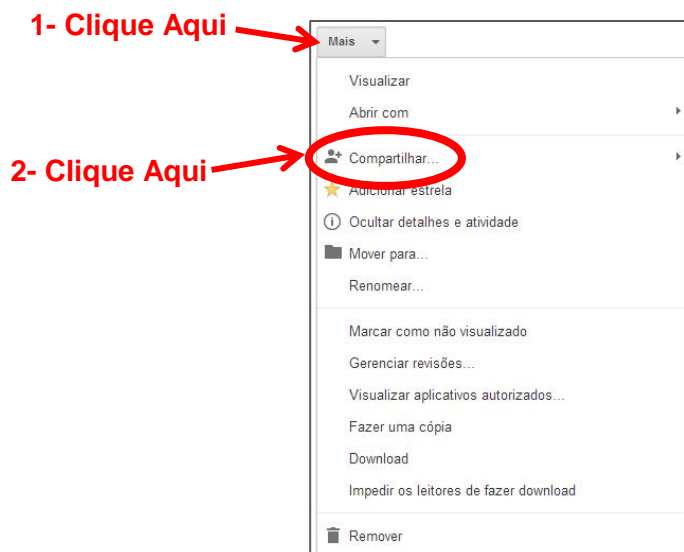 1- Clique Aqui
Mais
Visualizar
Abrir com
2- Clique Aqui
Compartilhar...
Adicionar estrela
Ocultar detalhes e atividade
Mover para...
Renomear...
Marcar como não visualizado
Gerenciar revisões...
Visualizar aplicativos autorizados...
Fazer uma cópia
Download
Impedir os leitores de fazer download
Remover